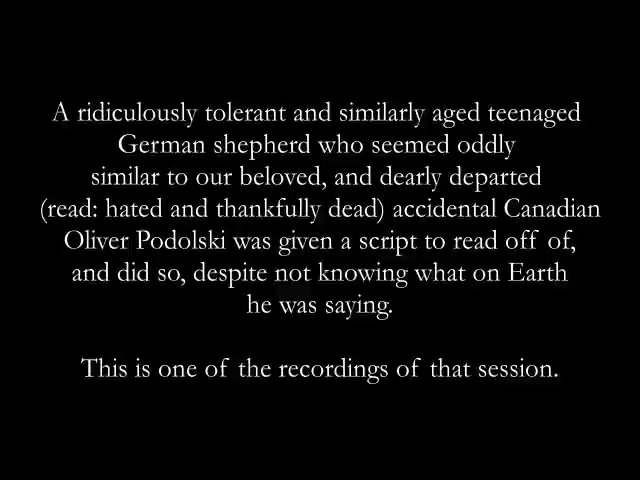 A ridiculously tolerant and similarly aged teenaged
German shepherd who seemed oddly
similar to our beloved, and dearly departed
(read: hated and thankfully dead) accidental Canadian
Oliver Podolski was given a script to read off of,
and did so, despite not knowing what on Earth
he was saying.
This is one of the recordings of that session.